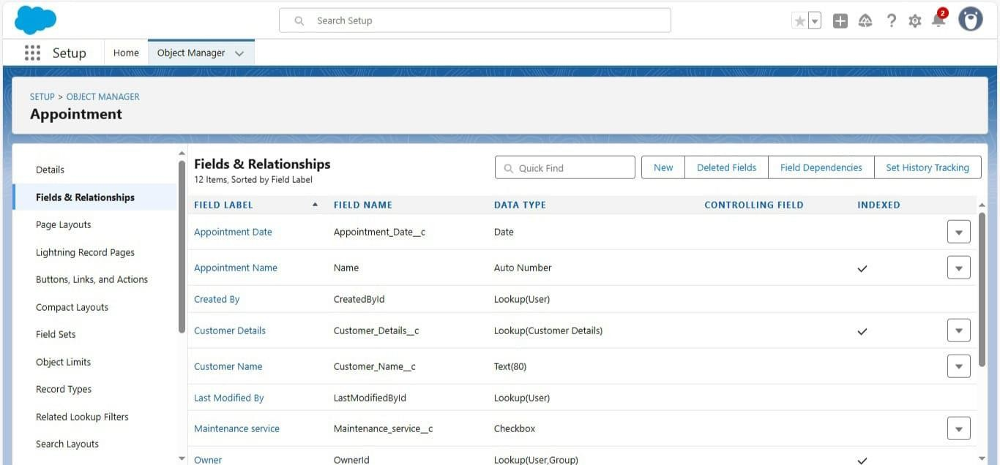 Search Setup
2
Setup
Home
Object Manager
SETUP > OBJECT MANAGER
Appointment
Details
Fields & Relationships
Page Layouts
Lightning Record Pages
Buttons, Links, and Actions
Compact Layouts
Field Sets
Object Limits
Record Types
Related Lookup Filters
Search Layouts
Fields & Relationships
12 Items, Sorted by Field Label
Quick Find
New
Deleted Fields
Field Dependencies
Set History Tracking
FIELD LABEL FIELD NAME DATA TYPE CONTROLLING FIELD INDEXED
Appointment Date Appointment_Date__c Date
Appointment Name Name Auto Number
Created By CreatedById Lookup(User)
Customer Details Customer_Details__c Lookup(Customer Details)
Customer Name Customer_Name__c Text(80)
Last Modified By LastModifiedById Lookup(User)
Maintenance service Maintenance_service__c Checkbox
Owner OwnerId Lookup(User,Group)